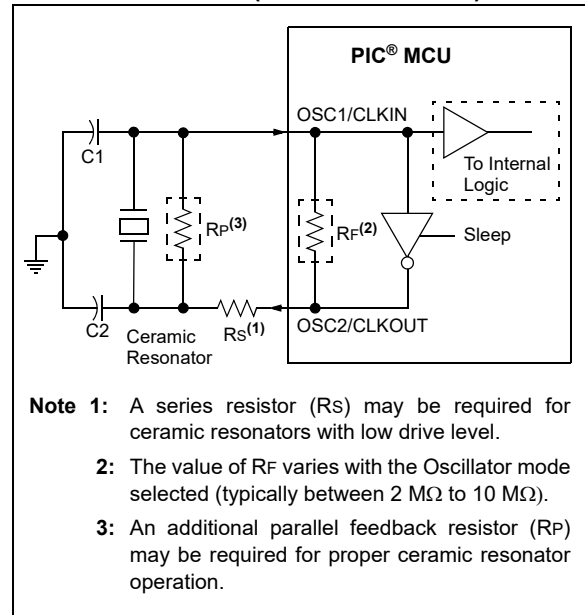 PIC® MCU
OSC1/CLKIN
C1
To Internal
Logic
RP(3)
RF(2)
Sleep
C2
Ceramic
Resonator
RS(1)
OSC2/CLKOUT
Note 1: A series resistor (RS) may be required for
ceramic resonators with low drive level.
2: The value of RF varies with the Oscillator mode
selected (typically between 2 MΩ to 10 MΩ).
3: An additional parallel feedback resistor (RP)
may be required for proper ceramic resonator
operation.